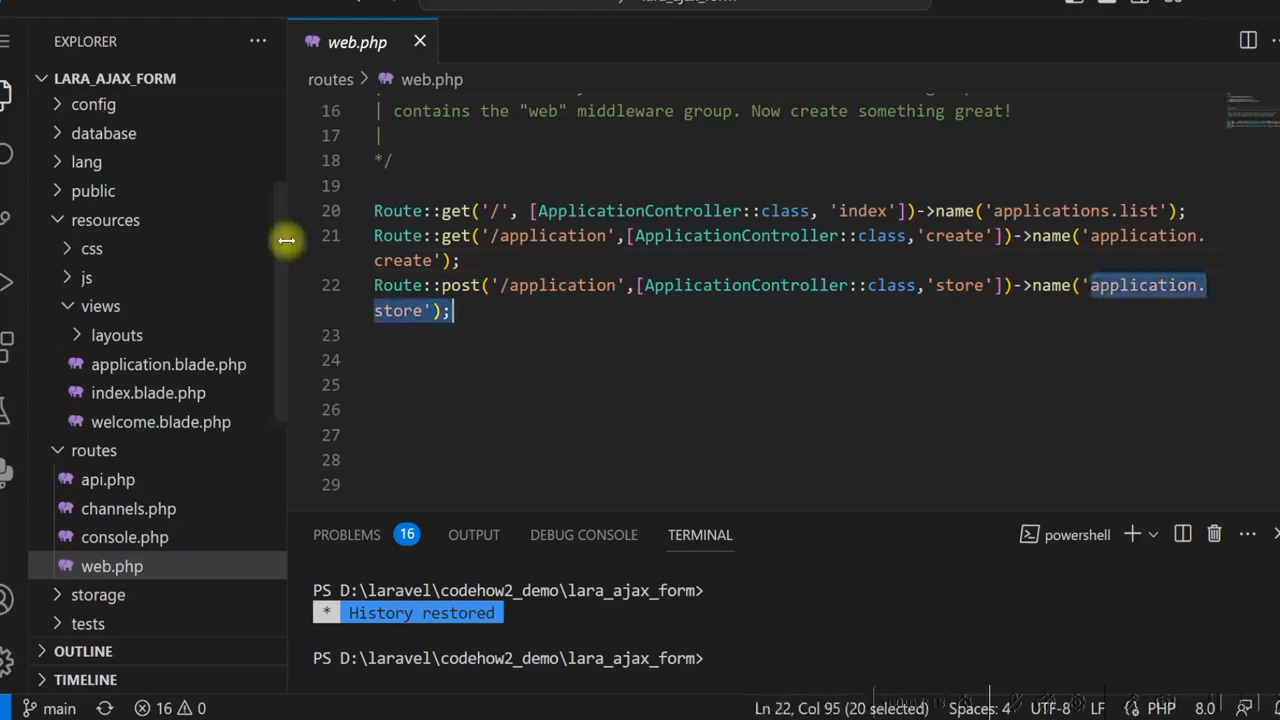 lara_ajax_form
EXPLORER
web.php
LARA_AJAX_FORM
routes > web.php
config
16 | contains the "web" middleware group. Now create something great!
database
17 |
lang
18 */
public
19
resources
20 Route::get('/', [ApplicationController::class, 'index'])->name('applications.list');
21 Route::get('/application',[ApplicationController::class,'create'])->name('application.
css
create');
js
22 Route::post('/application',[ApplicationController::class,'store'])->name('application.
views
store');
layouts
23
application.blade.php
24
index.blade.php
25
welcome.blade.php
26
routes
27
api.php
28
channels.php
29
console.php
PROBLEMS 16 OUTPUT DEBUG CONSOLE TERMINAL powershell
web.php
storage
PS D:\laravel\codehow2_demo\lara_ajax_form>
tests
* History restored
OUTLINE
PS D:\laravel\codehow2_demo\lara_ajax_form>
TIMELINE
main 16 0 Ln 22, Col 95 (20 selected) Spaces: 4 UTF-8 LF PHP 8.0